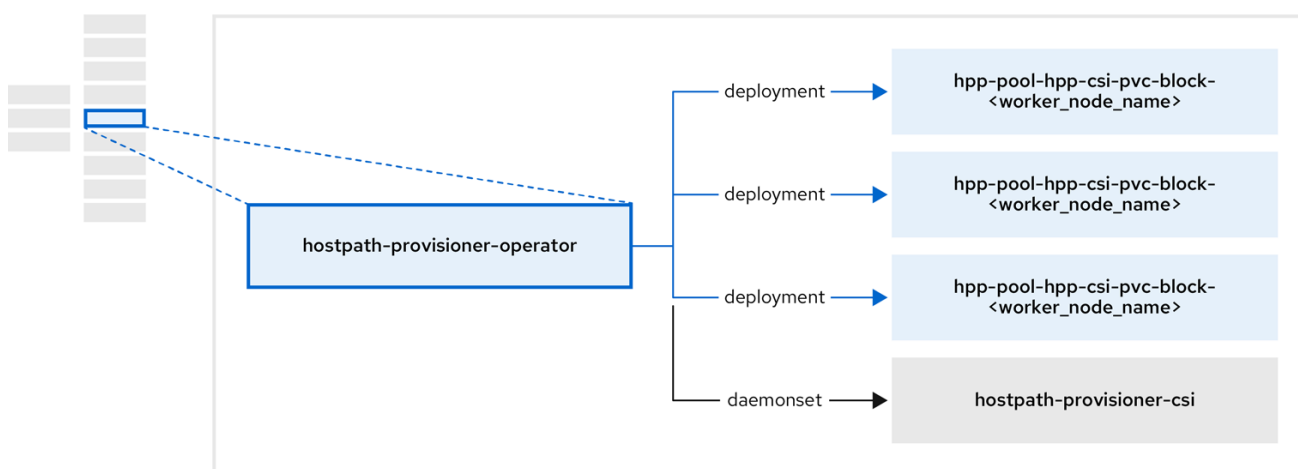 deployment
hpp-pool-hpp-csi-pvc-block-
<worker_node_name>
deployment
hpp-pool-hpp-csi-pvc-block-
<worker_node_name>
hostpath-provisioner-operator
deployment
hpp-pool-hpp-csi-pvc-block-
<worker_node_name>
daemonset
hostpath-provisioner-csi